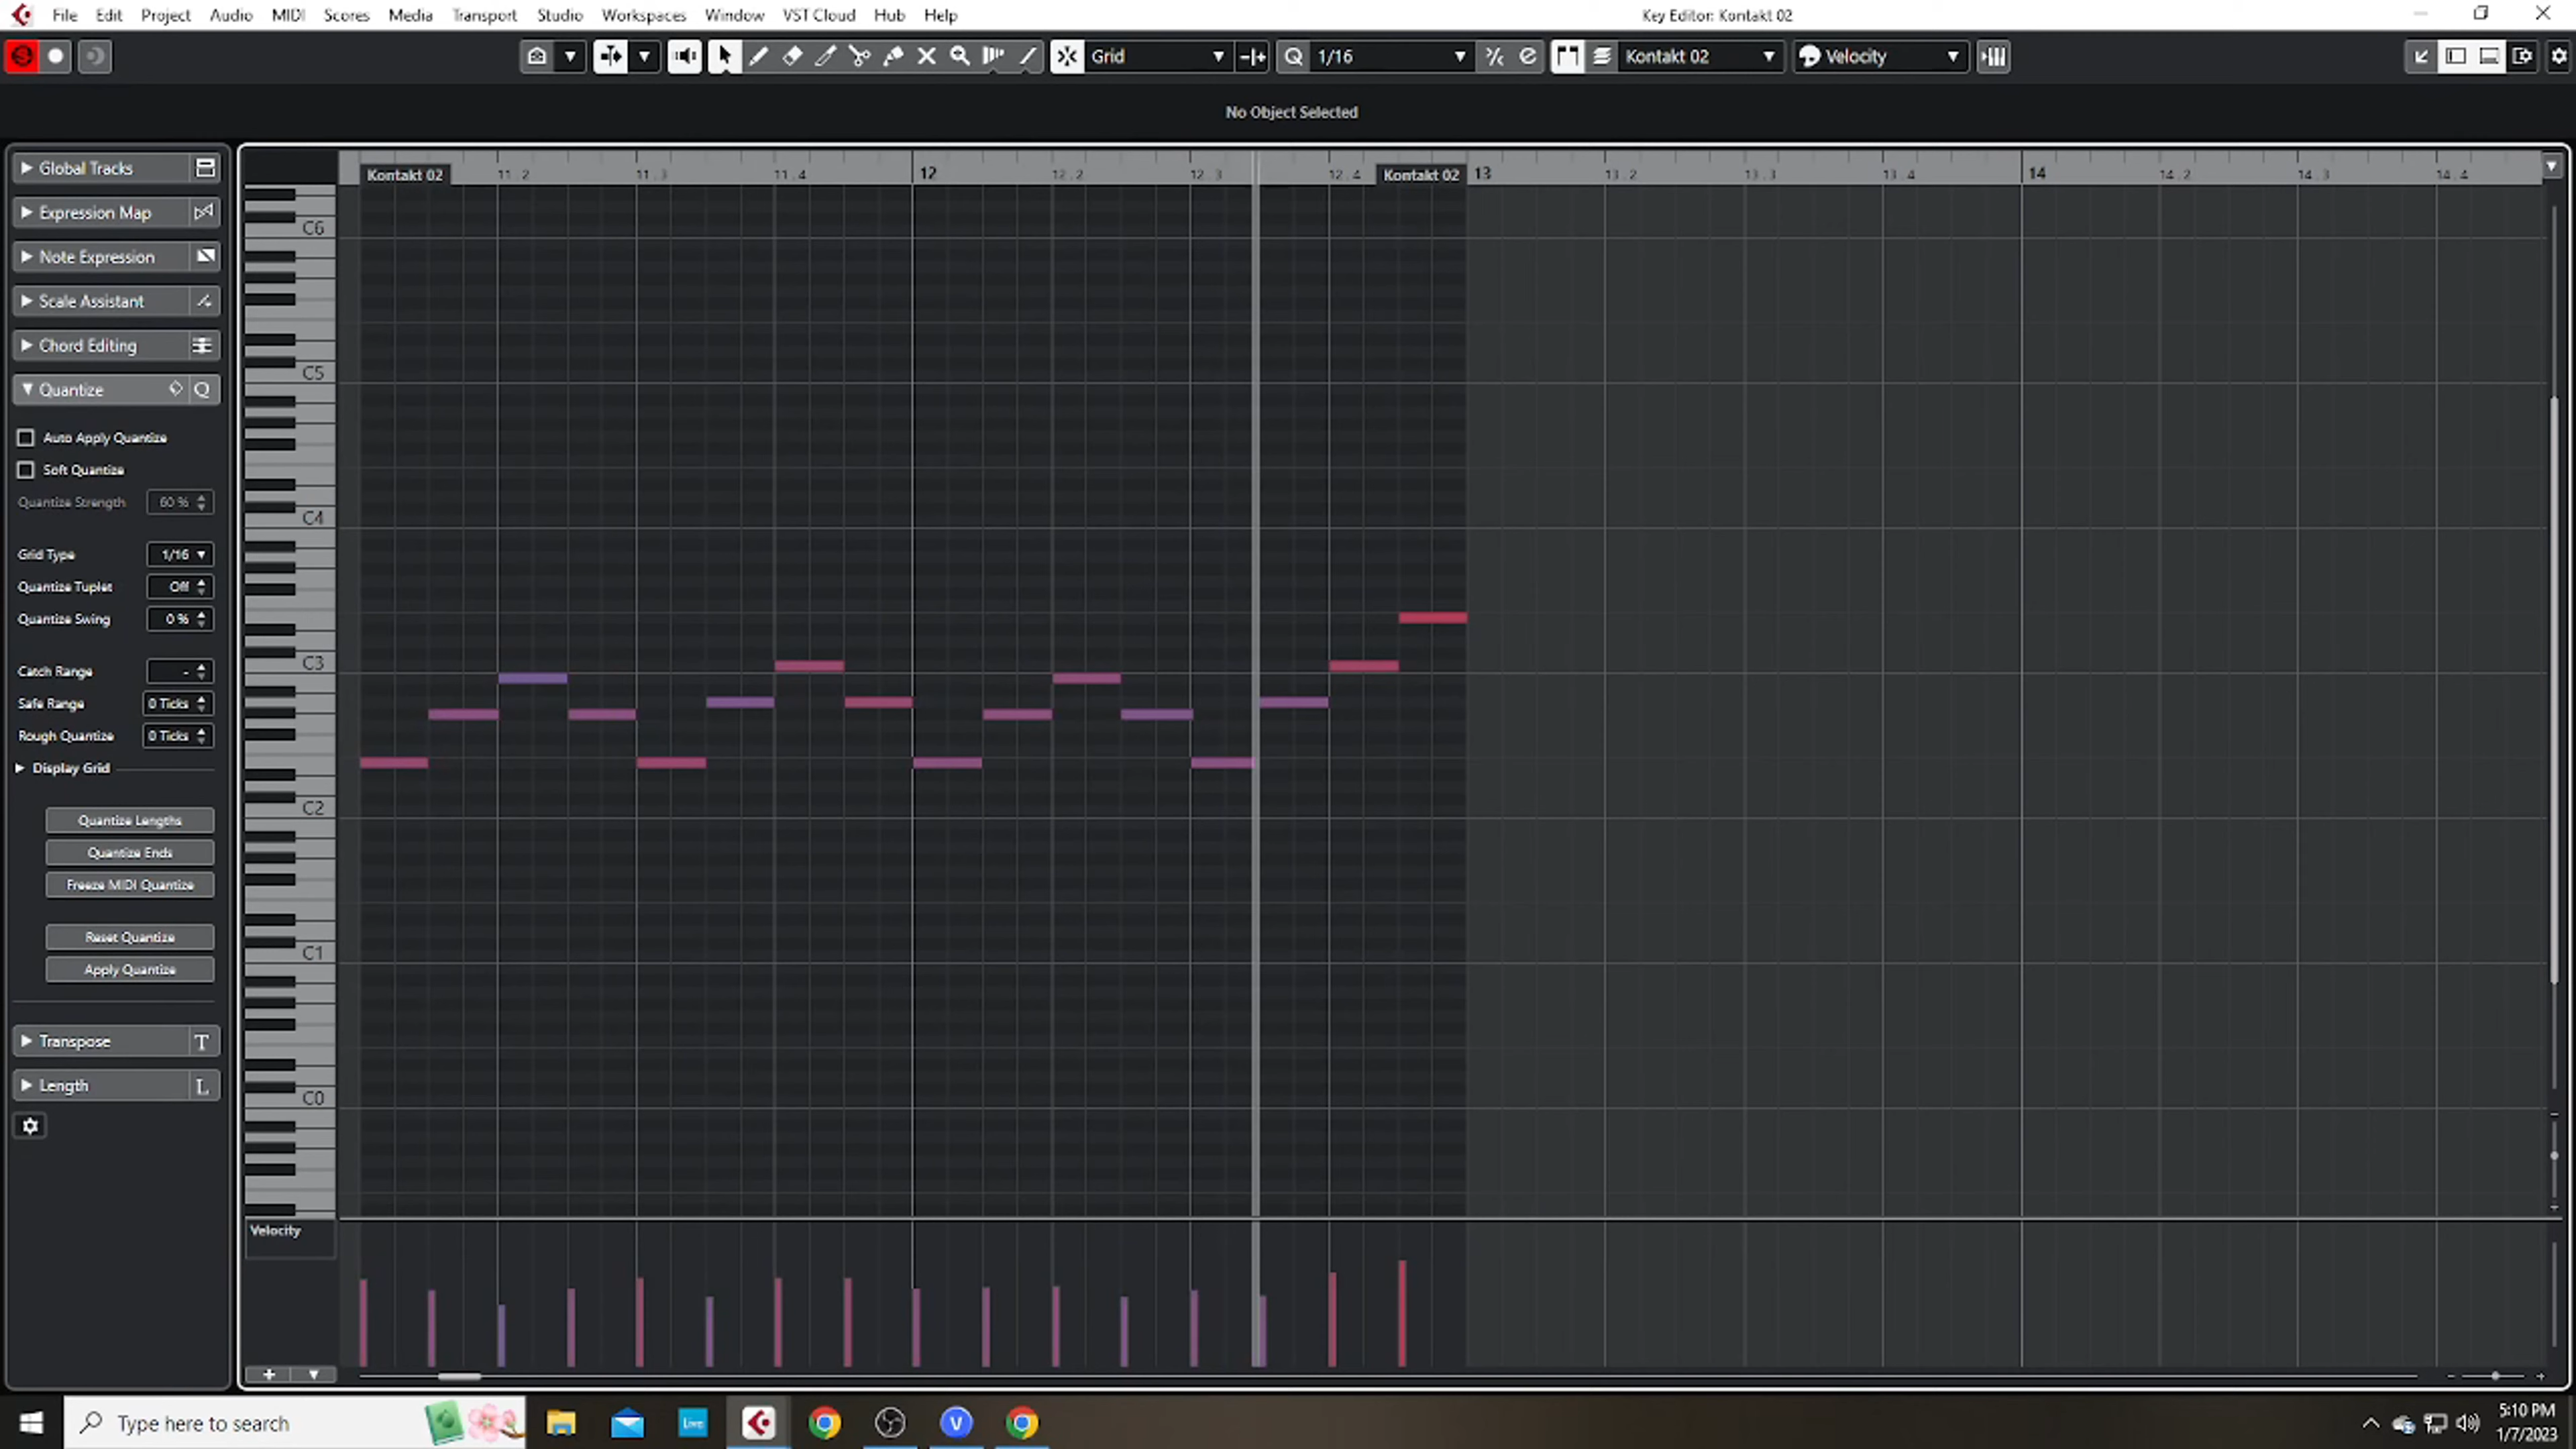 File Edit Project Audio MIDI Scores Media Transport Studio Workspaces Window VST Cloud Hub Help Key Editor: Kontakt 02
Grid 1/16 Kontakt 02 Velocity
No Object Selected
Global Tracks
Expression Map
Note Expression
Scale Assistant
Chord Editing
Quantize Q
Auto Apply Quantize
Soft Quantize
Quantize Strength 60 %
Grid Type 1/16
Quantize Tuplet Off
Quantize Swing 0 %
Catch Range -
Safe Range 0 Ticks
Rough Quantize 0 Ticks
Display Grid
Quantize Lengths
Quantize Ends
Freeze MIDI Quantize
Reset Quantize
Apply Quantize
Transpose T
Length L
Kontakt 02 11.2 11.3 11.4 12 12.2 12.3 12.4 Kontakt 02 13 13.2 13.3 13.4 14 14.2 14.3 14.4
C6
C5
C4
C3
C2
C1
C0
Velocity
Type here to search
Live
V
5:10 PM
1/7/2023